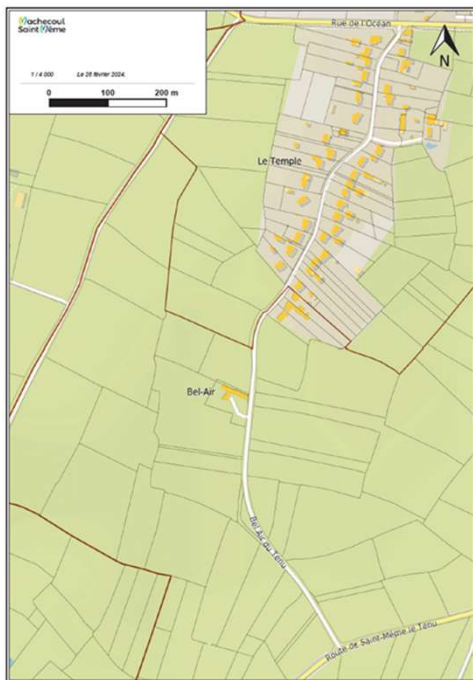 Machecoul
Saint Même
1 / 4 000 Le 28 février 2024.
0 100 200 m
Rue de l'Océan
N
Le Temple
Bel-Air
Bel Air du Tenu
Route de Saint-Même le Tenu